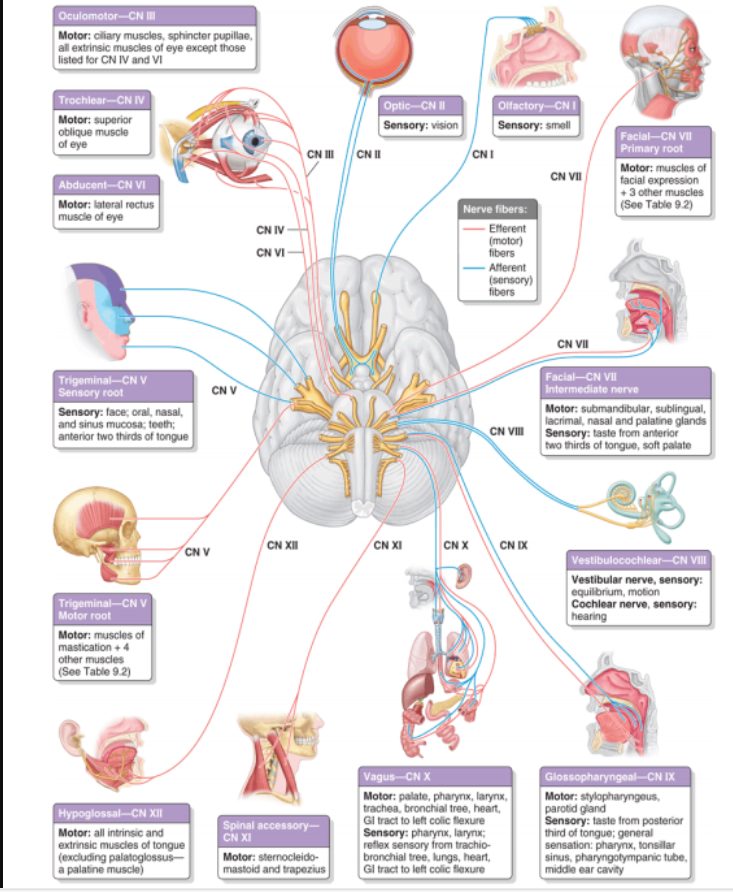 Oculomotor—CN III
Motor: ciliary muscles, sphincter pupillae,
all extrinsic muscles of eye except those
listed for CN IV and VI
Trochlear—CN IV
Motor: superior
oblique muscle
of eye
Abducent—CN VI
Motor: lateral rectus
muscle of eye
Optic—CN II
Sensory: vision
Olfactory—CN I
Sensory: smell
Facial—CN VII
Primary root
Motor: muscles of
facial expression
+ 3 other muscles
(See Table 9.2)
CN III
CN II
CN I
CN VII
CN IV
CN VI
Nerve fibers:
Efferent
(motor)
fibers
Afferent
(sensory)
fibers
CN VII
Trigeminal—CN V
Sensory root
Sensory: face; oral, nasal,
and sinus mucosa; teeth;
anterior two thirds of tongue
CN V
Facial—CN VII
Intermediate nerve
Motor: submandibular, sublingual,
lacrimal, nasal and palatine glands
Sensory: taste from anterior
two thirds of tongue, soft palate
CN VIII
CN V
CN XII
CN XI
CN X
CN IX
Vestibulocochlear—CN VIII
Vestibular nerve, sensory:
equilibrium, motion
Cochlear nerve, sensory:
hearing
Trigeminal—CN V
Motor root
Motor: muscles of
mastication + 4
other muscles
(See Table 9.2)
Hypoglossal—CN XII
Motor: all intrinsic and
extrinsic muscles of tongue
(excluding palatoglossus—
a palatine muscle)
Spinal accessory—
CN XI
Motor: sternocleido-
mastoid and trapezius
Vagus—CN X
Motor: palate, pharynx, larynx,
trachea, bronchial tree, heart,
GI tract to left colic flexure
Sensory: pharynx, larynx;
reflex sensory from trachio-
bronchial tree, lungs, heart,
GI tract to left colic flexure
Glossopharyngeal—CN IX
Motor: stylopharyngeus,
parotid gland
Sensory: taste from posterior
third of tongue; general
sensation: pharynx, tonsillar
sinus, pharyngotympanic tube,
middle ear cavity